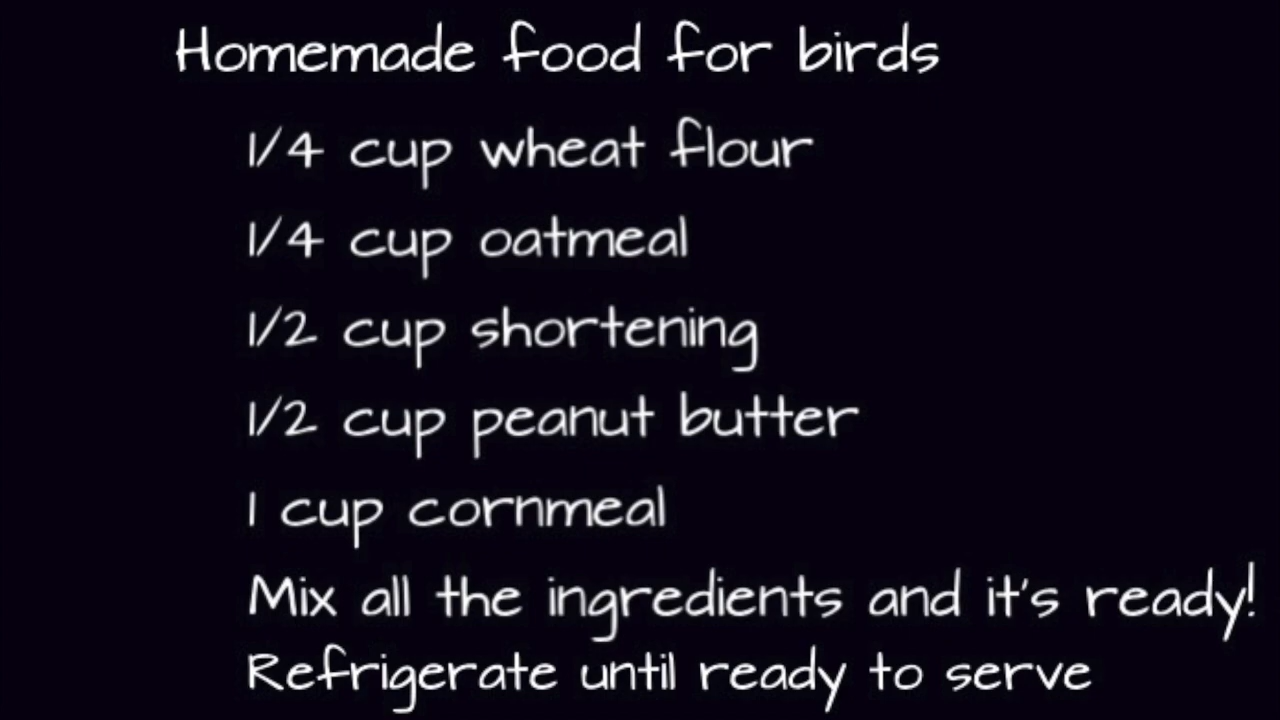 Homemade food for birds
1/4 cup wheat flour
1/4 cup oatmeal
1/2 cup shortening
1/2 cup peanut butter
1 cup cornmeal
Mix all the ingredients and it's ready!
Refrigerate until ready to serve